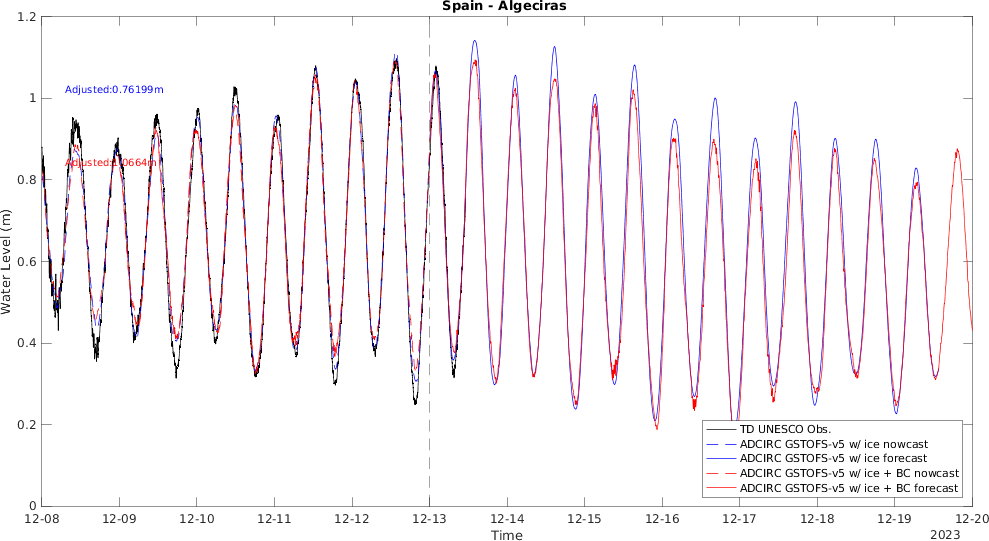 Spain - Algeciras
1.2
1
0.8
0.6
0.4
0.2
0
Water Level (m)
Adjusted:0.76199m
TD UNESCO Obs.
ADCIRC GSTOFS-v5 w/ ice nowcast
ADCIRC GSTOFS-v5 w/ ice forecast
ADCIRC GSTOFS-v5 w/ ice + BC nowcast
ADCIRC GSTOFS-v5 w/ ice + BC forecast
12-08 12-09 12-10 12-11 12-12 12-13 12-14 12-15 12-16 12-17 12-18 12-19 12-20
Time
2023